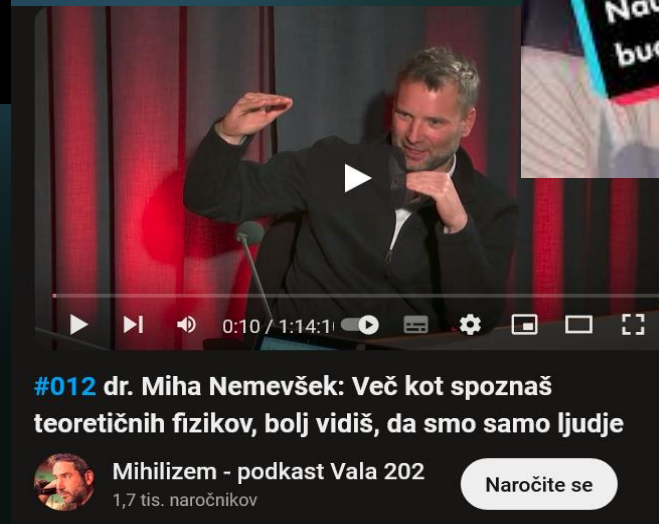 0:10 / 1:14:1
#012 dr. Miha Nemevšek: Več kot spoznaš
teoretičnih fizikov, bolj vidiš, da smo samo ljudje
Mihilizem - podkast Vala 202
1,7 tis. naročnikov
Naročite se